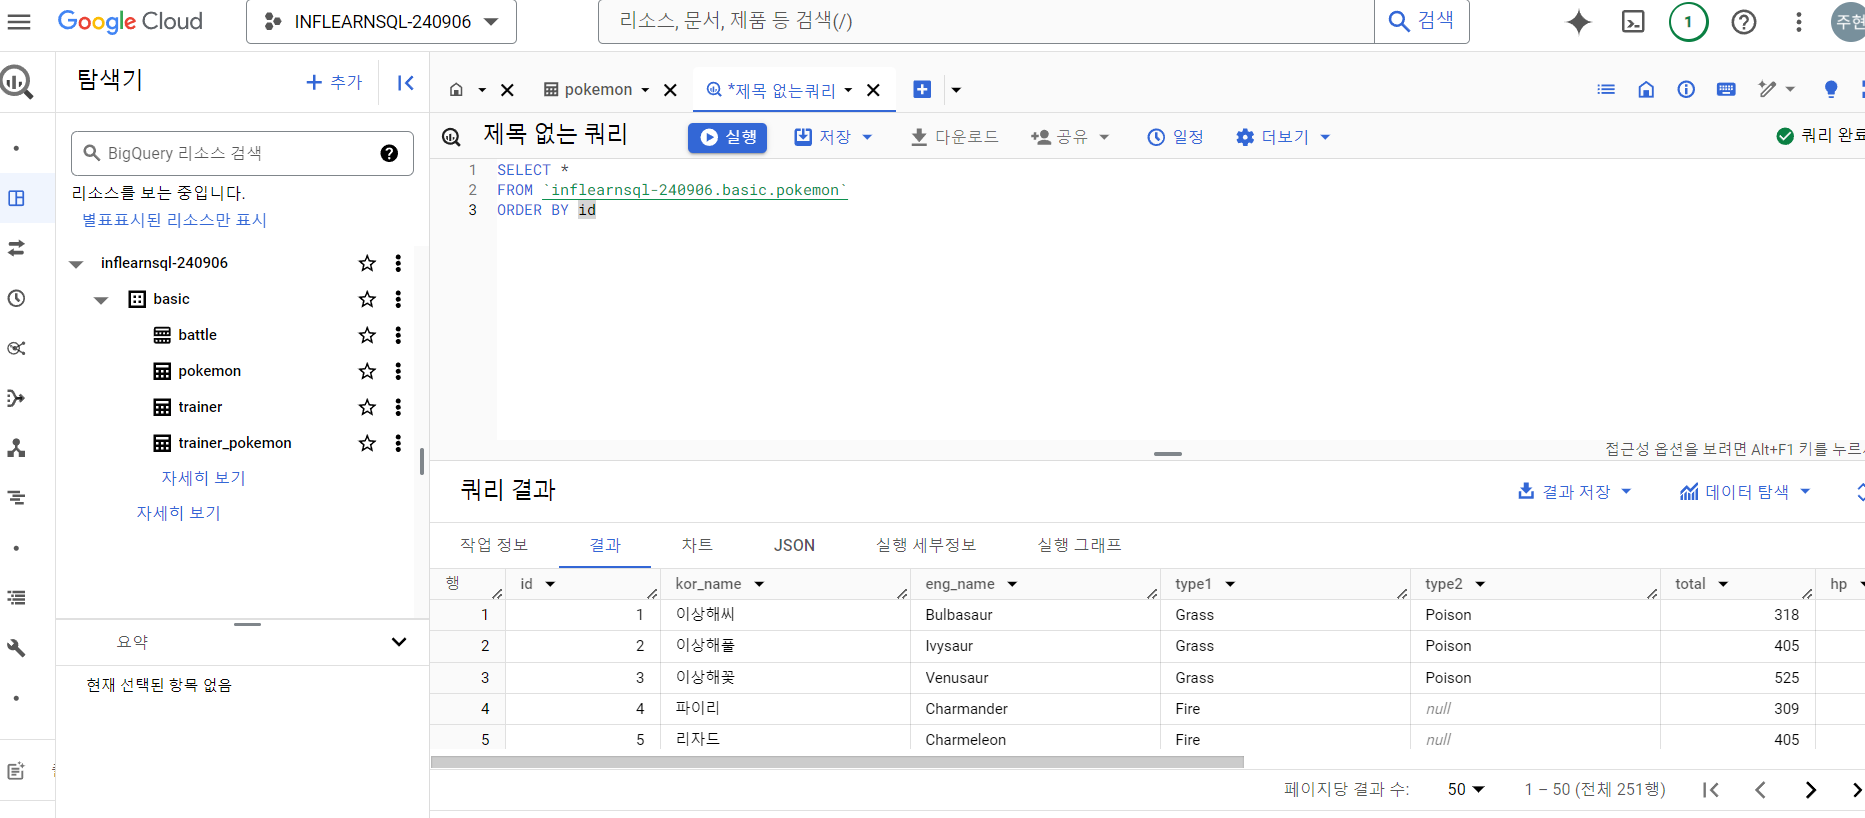 Google Cloud
INFLEARNSQL-240906
리소스, 문서, 제품 등 검색(/)
검색
1
주현
탐색기
+ 추가
BigQuery 리소스 검색
리소스를 보는 중입니다.
별표표시된 리소스만 표시
inflearnsql-240906
basic
battle
pokemon
trainer
trainer_pokemon
자세히 보기
자세히 보기
요약
현재 선택된 항목 없음
pokemon
*제목 없는쿼리
제목 없는 쿼리
실행
저장
다운로드
공유
일정
더보기
쿼리 완료
1 SELECT *
2 FROM `inflearnsql-240906.basic.pokemon`
3 ORDER BY id
접근성 옵션을 보려면 Alt+F1 키를 누르
쿼리 결과
결과 저장
데이터 탐색
작업 정보 결과 차트 JSON 실행 세부정보 실행 그래프
행 id kor_name eng_name type1 type2 total hp
1 1 이상해씨 Bulbasaur Grass Poison 318
2 2 이상해풀 Ivysaur Grass Poison 405
3 3 이상해꽃 Venusaur Grass Poison 525
4 4 파이리 Charmander Fire null 309
5 5 리자드 Charmeleon Fire null 405
페이지당 결과 수: 50 1 – 50 (전체 251행)